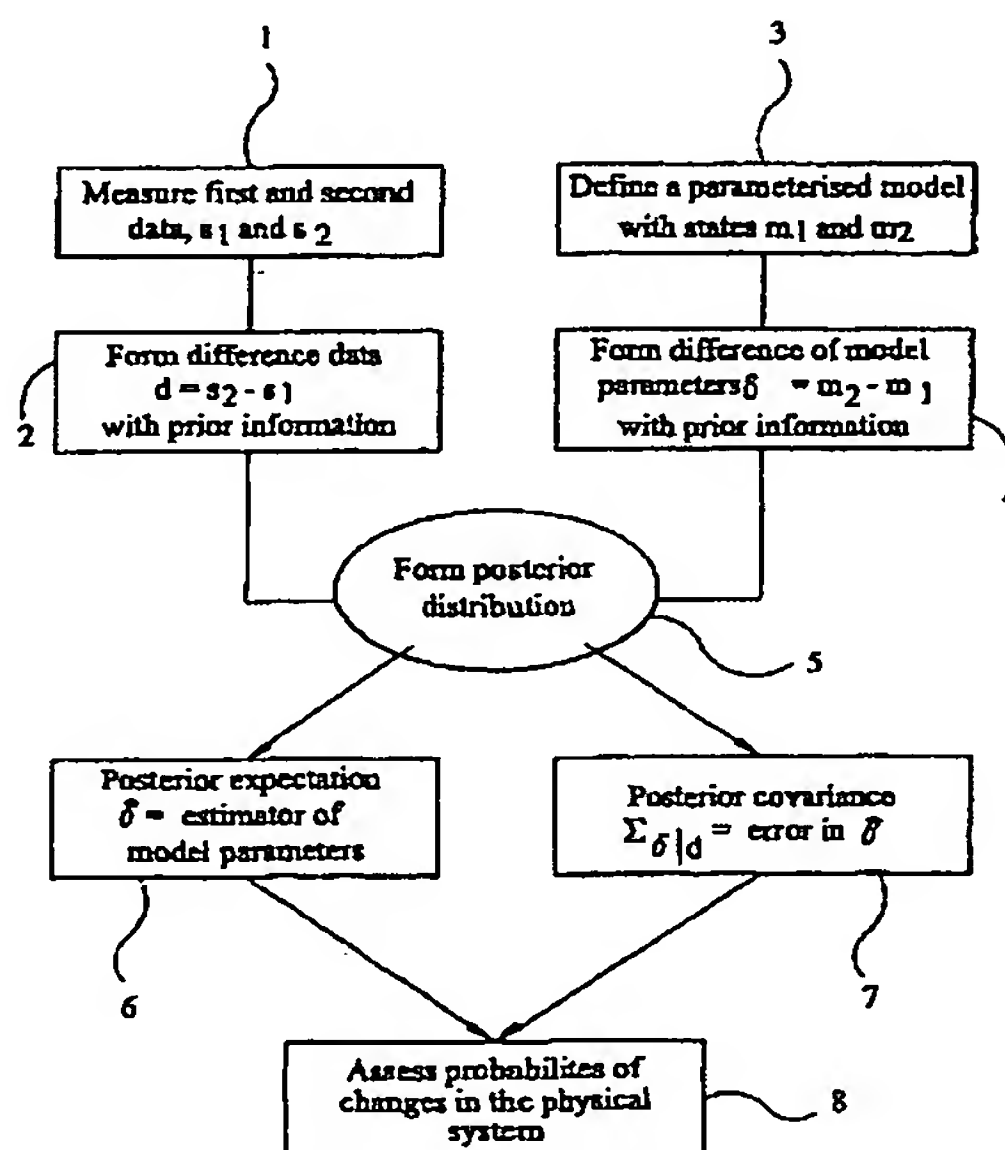 1
3
Measure first and second
data, s1 and s2
Define a parameterised model
with states m1 and m2
Form difference data
d = s2 - s1
with prior information
2
Form difference of model
parameters δ = m2 - m1
with prior information
Form posterior
distribution
5
Posterior expectation
δ̂ = estimator of
model parameters
6
Posterior covariance
Σδ|d = error in δ̂
7
Assess probabilites of
changes in the physical
system
8